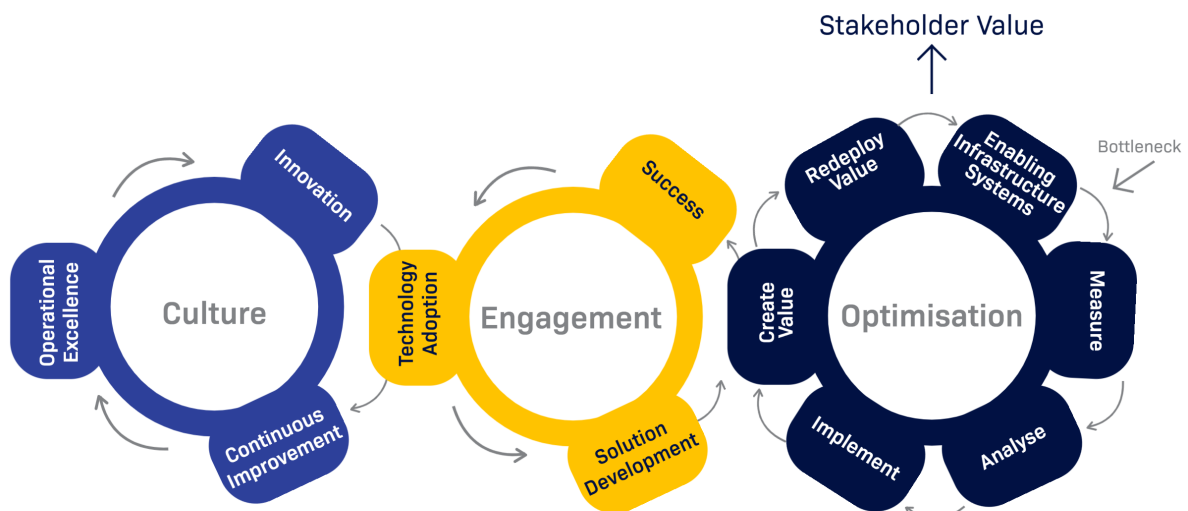 Stakeholder Value
Bottleneck
Innovation
Operational
Excellence
Continuous
Improvement
Culture
Technology
Adoption
Success
Solution
Development
Engagement
Create
Value
Redeploy
Value
Enabling
Infrastructure
Systems
Measure
Analyse
Implement
Optimisation